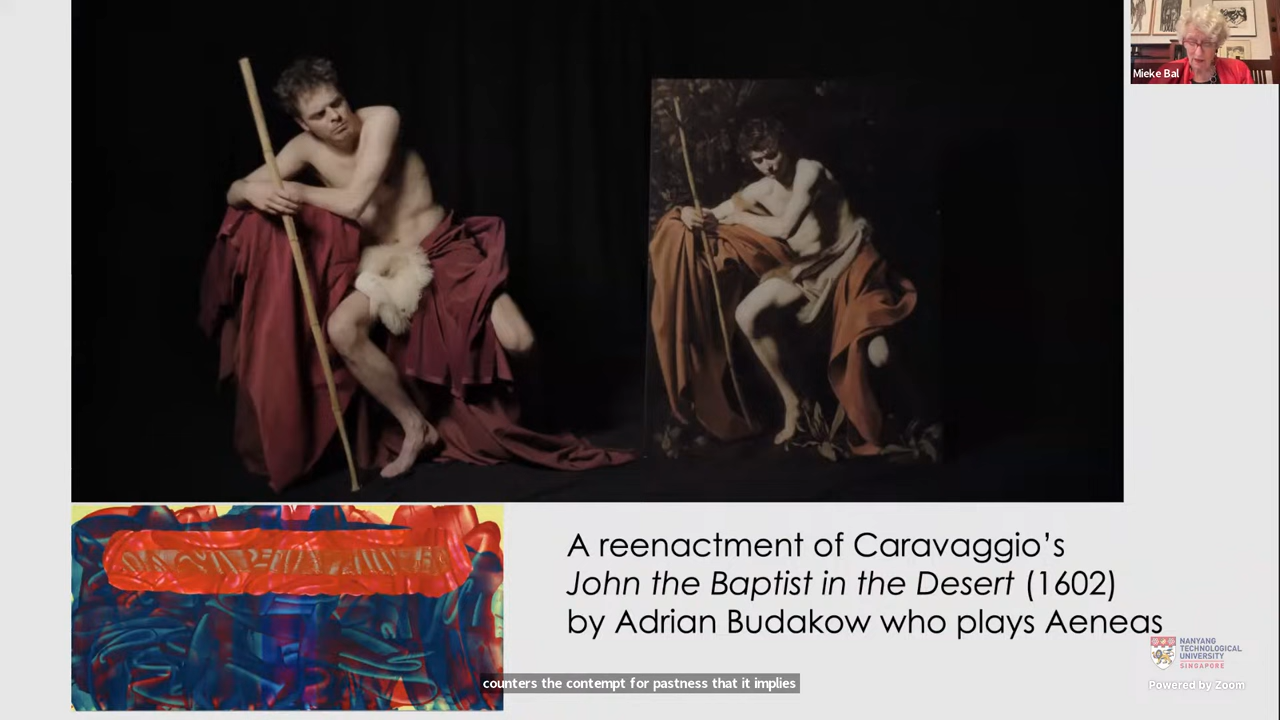 Mieke Bal
A reenactment of Caravaggio's
John the Baptist in the Desert (1602)
by Adrian Budakow who plays Aeneas
NANYANG
TECHNOLOGICAL
UNIVERSITY
SINGAPORE
counters the contempt for pastness that it implies
Powered by Zoom